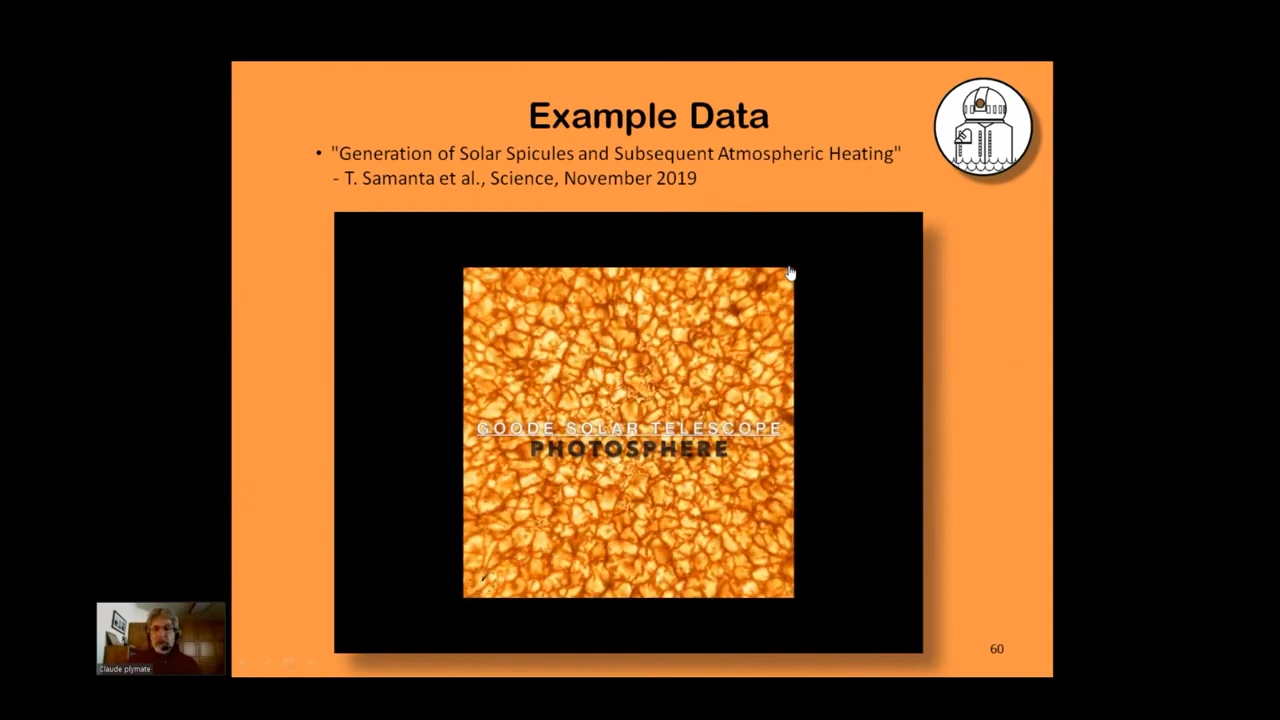 Example Data
• "Generation of Solar Spicules and Subsequent Atmospheric Heating"
- T. Samanta et al., Science, November 2019
GOODE SOLAR TELESCOPE
PHOTOSPHERE
60
Claude plymate